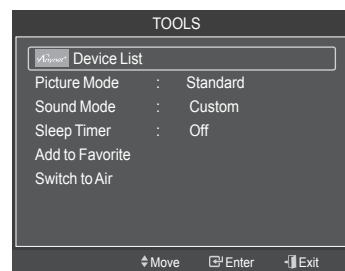 TOOLS
Anynet+ Device List
Picture Mode : Standard
Sound Mode : Custom
Sleep Timer : Off
Add to Favorite
Switch to Air
Move Enter Exit